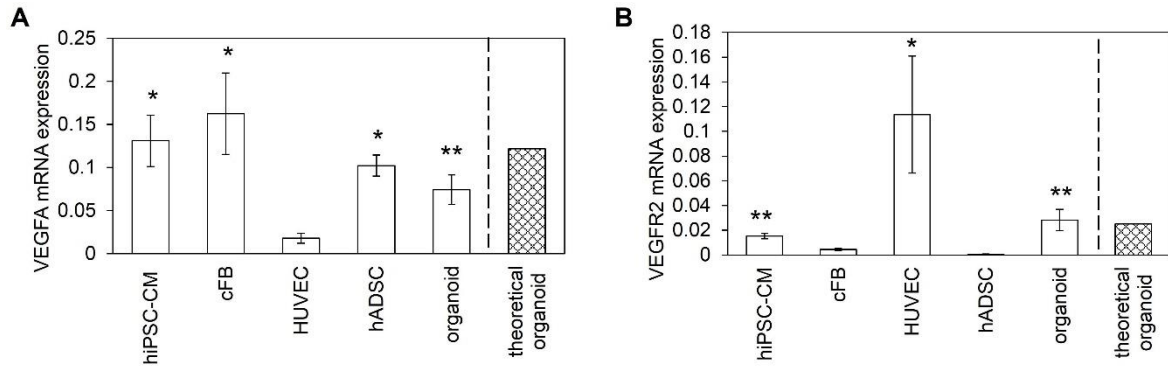 A
VEGFA mRNA expression
0.25
0.2
0.15
0.1
0.05
0
*
*
*
**
hiPSC-CM
cFB
HUVEC
hADSC
organoid
theoretical
organoid
B
VEGFR2 mRNA expression
0.18
0.16
0.14
0.12
0.1
0.08
0.06
0.04
0.02
0
**
*
**
hiPSC-CM
cFB
HUVEC
hADSC
organoid
theoretical
organoid